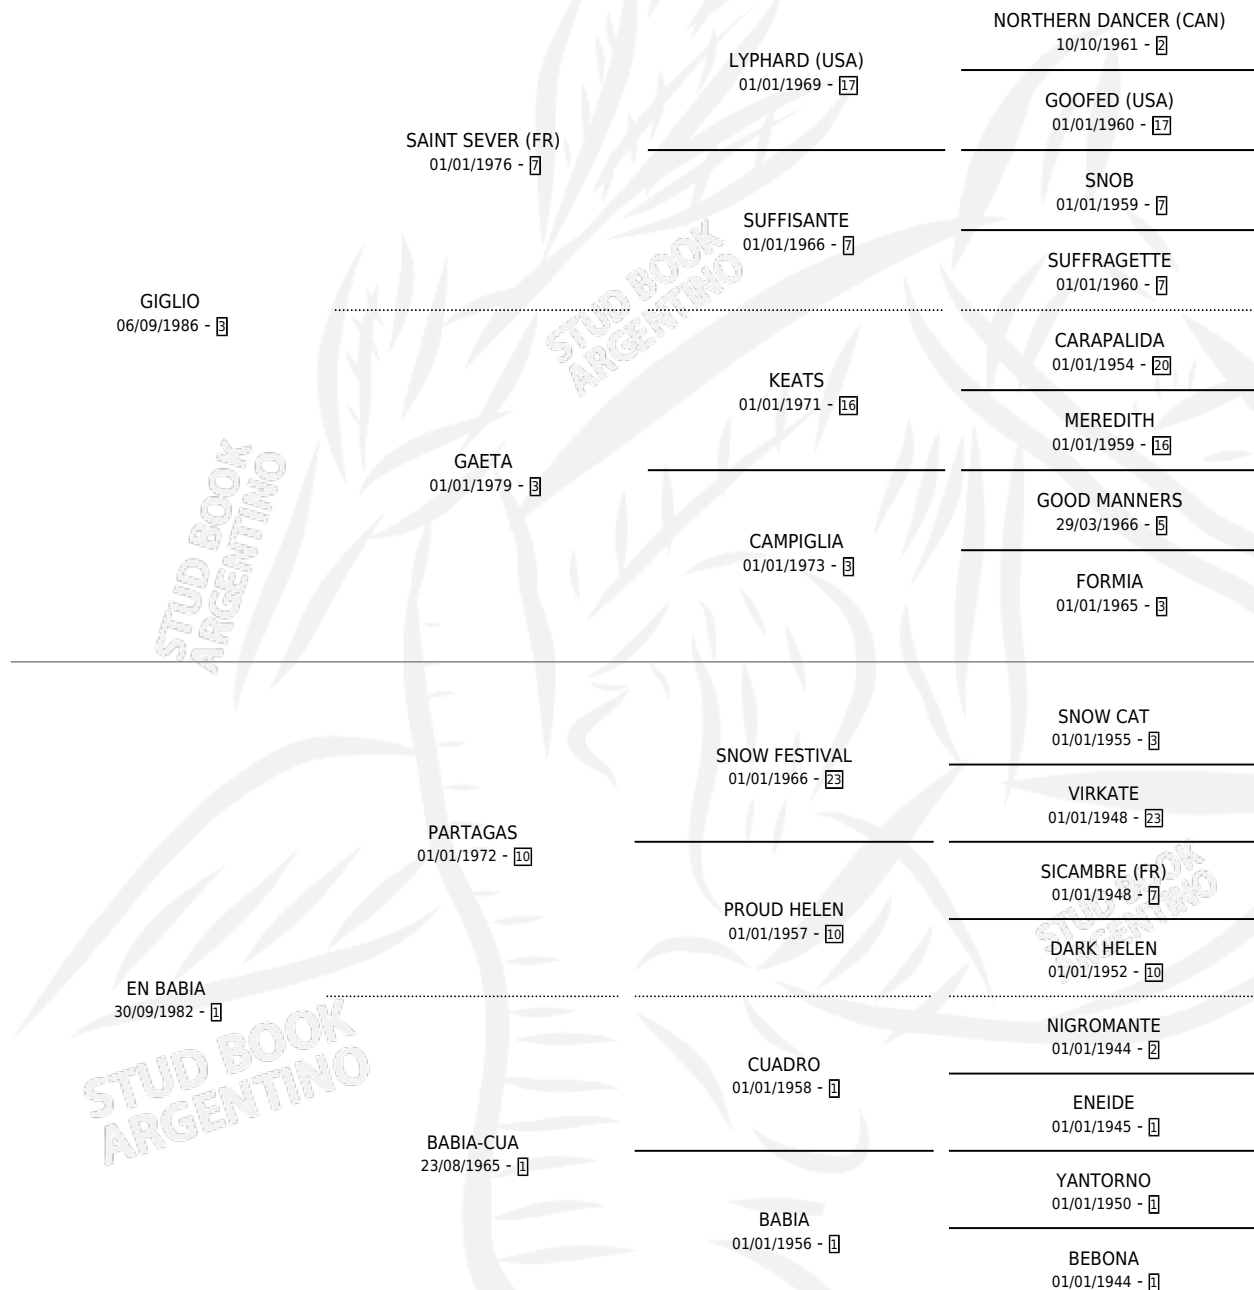 NORTHERN DANCER (CAN)
10/10/1961 - 2
LYPHARD (USA)
01/01/1969 - 17
GOOFED (USA)
01/01/1960 - 17
SAINT SEVER (FR)
01/01/1976 - 7
SNOB
01/01/1959 - 7
SUFFISANTE
01/01/1966 - 7
SUFFRAGETTE
01/01/1960 - 7
GIGLIO
06/09/1986 - 3
STUD BOOK
ARGENTINO
CARAPALIDA
01/01/1954 - 20
KEATS
01/01/1971 - 16
MEREDITH
01/01/1959 - 16
GAETA
01/01/1979 - 3
GOOD MANNERS
29/03/1966 - 5
CAMPIGLIA
01/01/1973 - 3
FORMIA
01/01/1965 - 3
STUD BOOK
ARGENTINO
SNOW CAT
01/01/1955 - 3
SNOW FESTIVAL
01/01/1966 - 23
VIRKATE
01/01/1948 - 23
PARTAGAS
01/01/1972 - 10
SICAMBRE (FR)
01/01/1948 - 7
PROUD HELEN
01/01/1957 - 10
DARK HELEN
01/01/1952 - 10
STUD BOOK
ARGENTINO
EN BABIA
30/09/1982 - 1
STUD BOOK
ARGENTINO
NIGROMANTE
01/01/1944 - 2
CUADRO
01/01/1958 - 1
ENEIDE
01/01/1945 - 1
BABIA-CUA
23/08/1965 - 1
YANTORNO
01/01/1950 - 1
BABIA
01/01/1956 - 1
BEBONA
01/01/1944 - 1